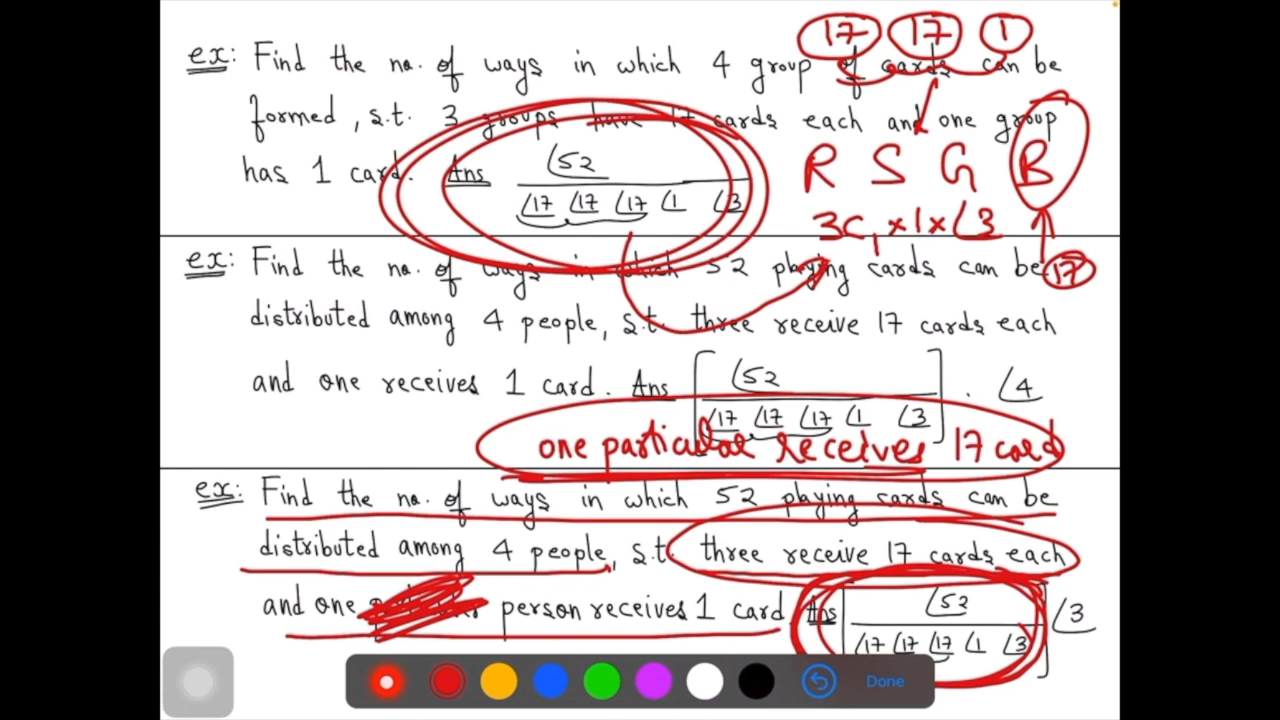 17 17 1
ex: Find the no. of ways in which 4 group of cards can be
formed, s.t. 3 groups have 17 cards each and one group
has 1 card. Ans ∠52 / ∠17 ∠17 ∠17 ∠1 ∠3
R S G B
3C₁ × 1 × ∠3
17
ex: Find the no. of ways in which 52 playing cards can be
distributed among 4 people, s.t. three receive 17 cards each
and one receives 1 card. Ans [∠52 / ∠17 ∠17 ∠17 ∠1 ∠3] . ∠4
one particular receives 17 card
ex: Find the no. of ways in which 52 playing cards can be
distributed among 4 people, s.t. three receive 17 cards each
and one person receives 1 card. Ans [∠52 / ∠17 ∠17 ∠17 ∠1 ∠3] ∠3
Done